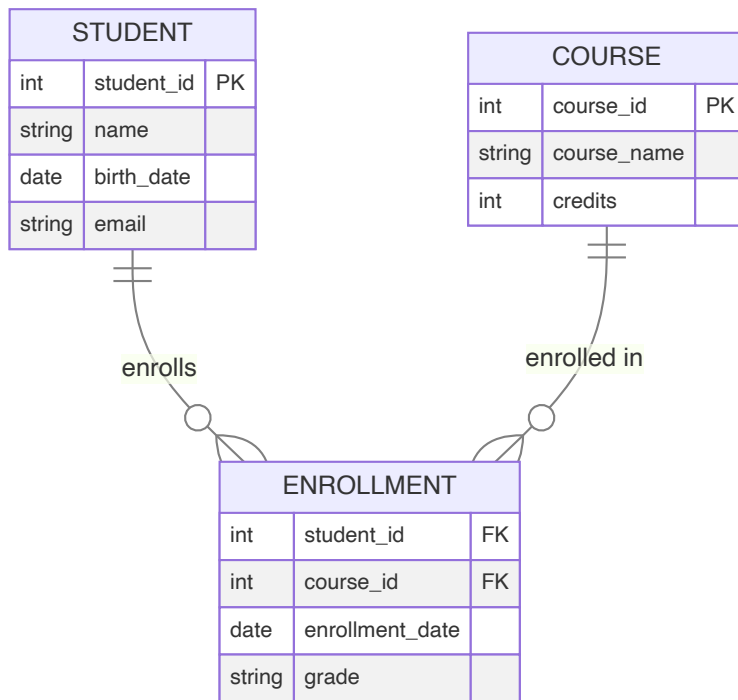 STUDENT
int student_id PK
string name
date birth_date
string email
COURSE
int course_id PK
string course_name
int credits
enrolls
enrolled in
ENROLLMENT
int student_id FK
int course_id FK
date enrollment_date
string grade